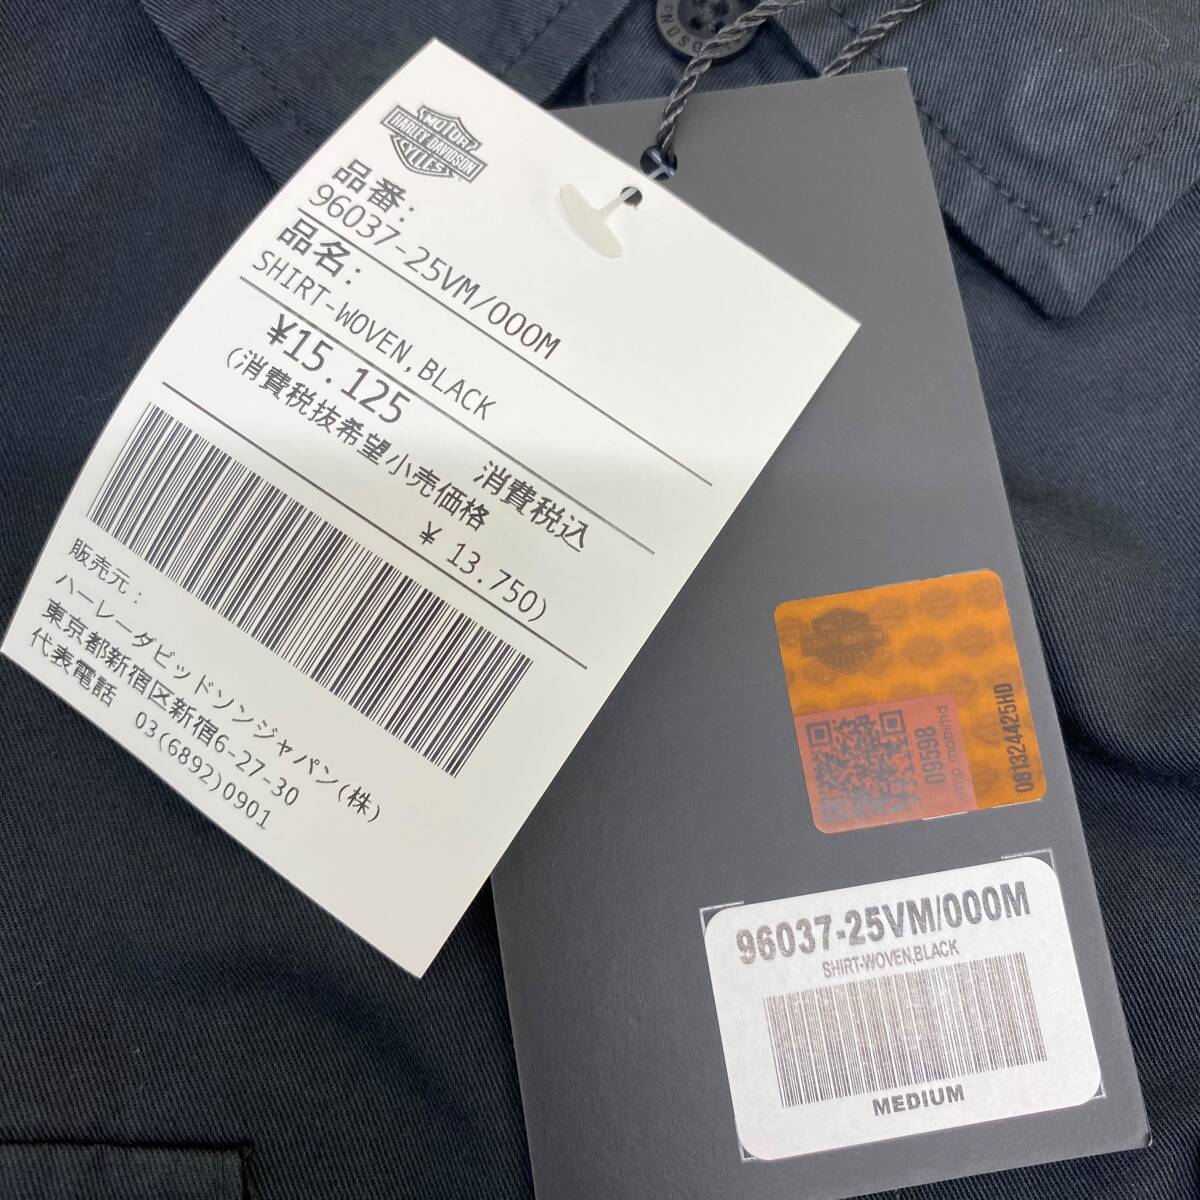 MOTOR
HARLEY-DAVIDSON
CYCLES
品番:
96037-25VM/000M
品名:
SHIRT-WOVEN,BLACK
¥15.125
消費税込
(消費税抜希望小売価格
¥ 13.750)
販売元:
ハーレーダビッドソンジャパン(株)
東京都新宿区新宿6-27-30
代表電話 03(6892)0901
09598
081324425HD
96037-25VM/000M
SHIRT-WOVEN,BLACK
MEDIUM